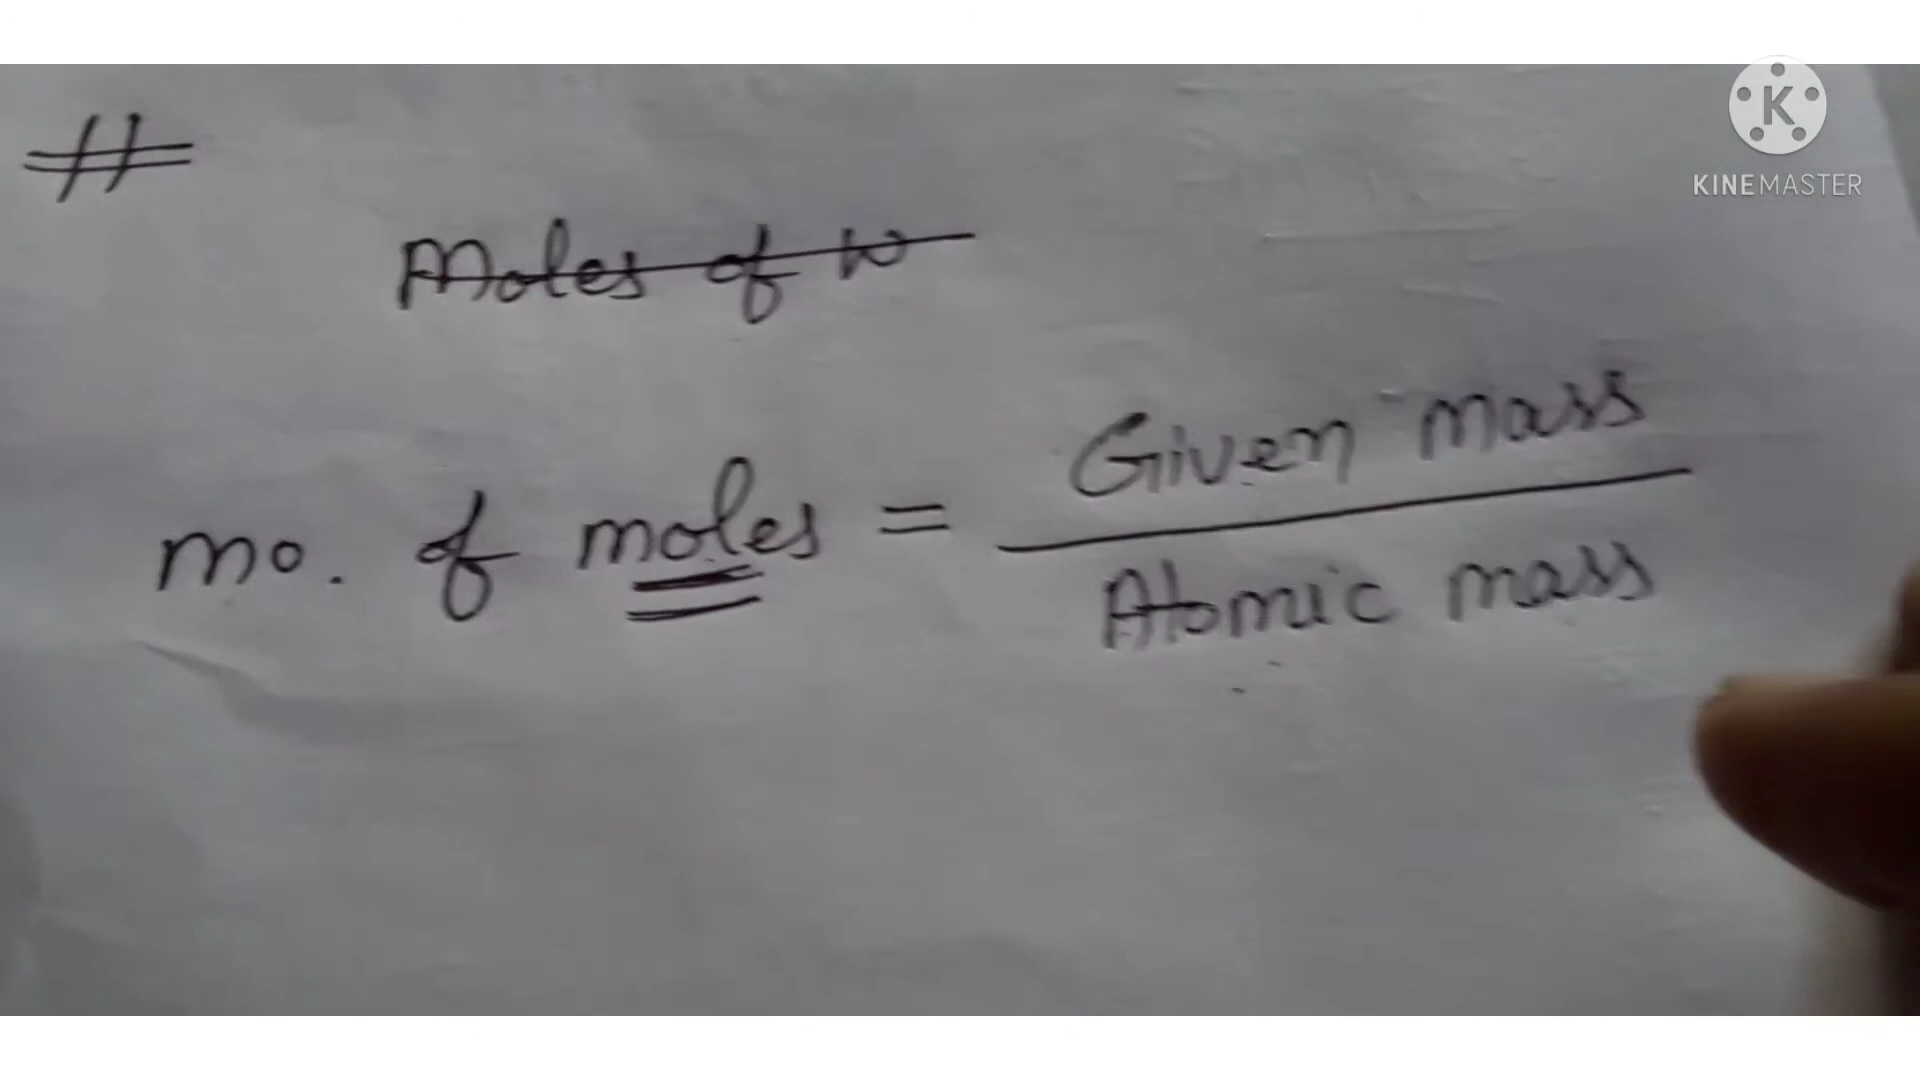 #
KINEMASTER
Moles of w
no. of moles = Given mass
Atomic mass